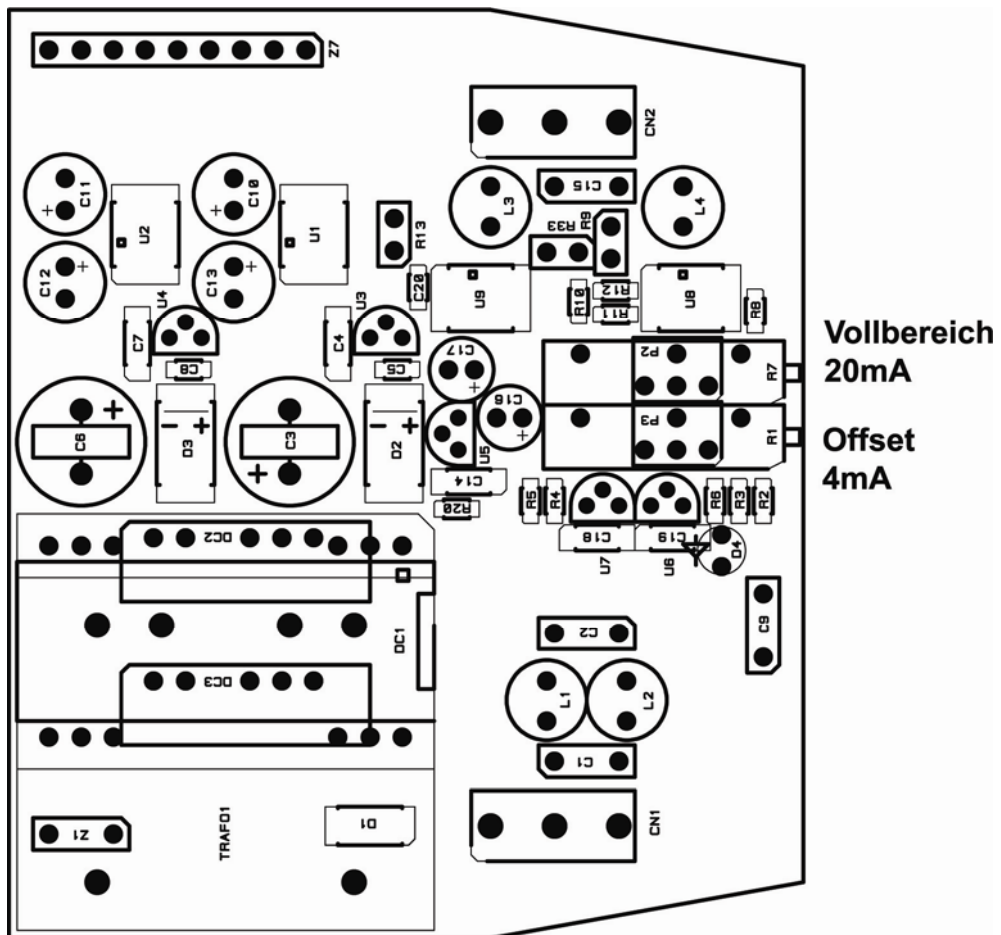 Z7
CN2
C11
C10
C15
L3
L4
U2
U1
R13
R9
R33
C12
C13
C20
U9
R10
R12
R11
U8
R8
U4
U3
C7
C8
C4
C5
C17
P2
R7
Vollbereich
20mA
C6
D3
C3
D2
C16
U5
P3
R1
Offset
4mA
C14
R20
R5
R4
R6
R3
R2
C18
C19
U7
U6
D4
DC2
DC1
DC3
C2
C9
L1
L2
C1
Z1
TRAFO1
D1
CN1